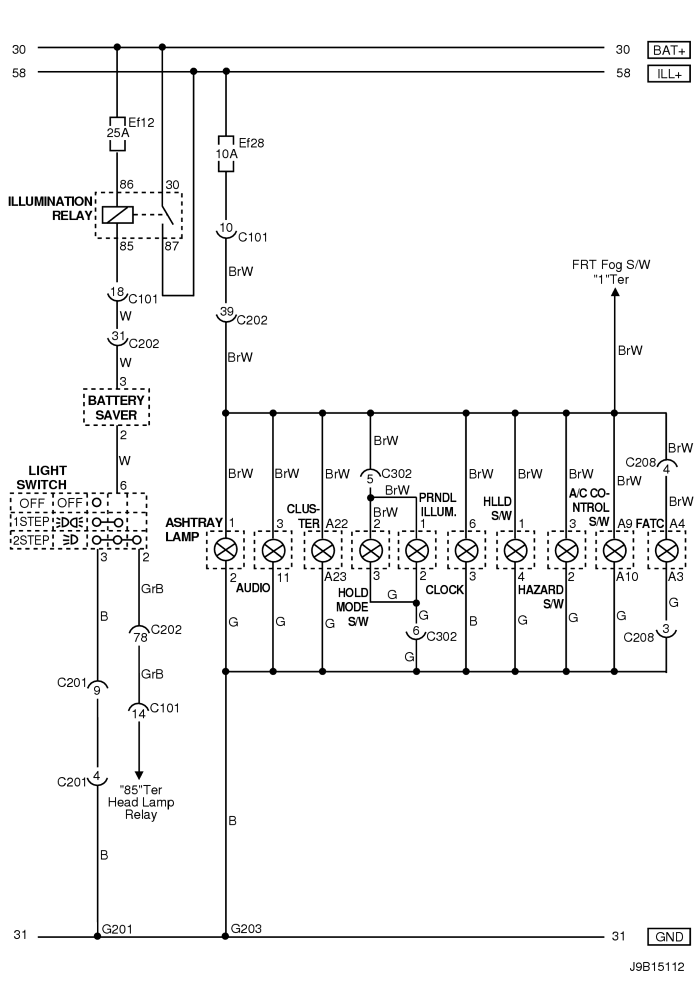 30 30 BAT+
58 58 ILL+
Ef12
25A
Ef28
10A
86 30
ILLUMINATION
RELAY
85 87
10
C101
BrW
FRT Fog S/W
"1"Ter
18
C101
W
39
C202
31
C202
BrW
BrW
W
3
BATTERY
SAVER
2
W
6
LIGHT
SWITCH
OFF OFF
1STEP
2STEP
3 2
BrW
C302
5
BrW
BrW
C208
4
BrW
BrW BrW BrW BrW BrW BrW BrW BrW
ASHTRAY
LAMP
1
2
G
3
AUDIO
11
G
CLUS-
TER
A22
A23
G
2
3
HOLD
MODE
S/W
G
PRNDL
ILLUM.
1
2
G
6
C302
G
6
CLOCK
3
B
HLLD
S/W
1
4
G
3
HAZARD
S/W
2
G
A/C CO-
NTROL
S/W
A9
A10
G
FATC
A4
A3
G
3
C208
GrB
B
C202
78
GrB
C201
9
C101
14
4
C201
"85"Ter
Head Lamp
Relay
B
B
31 G201 G203 31 GND
J9B15112